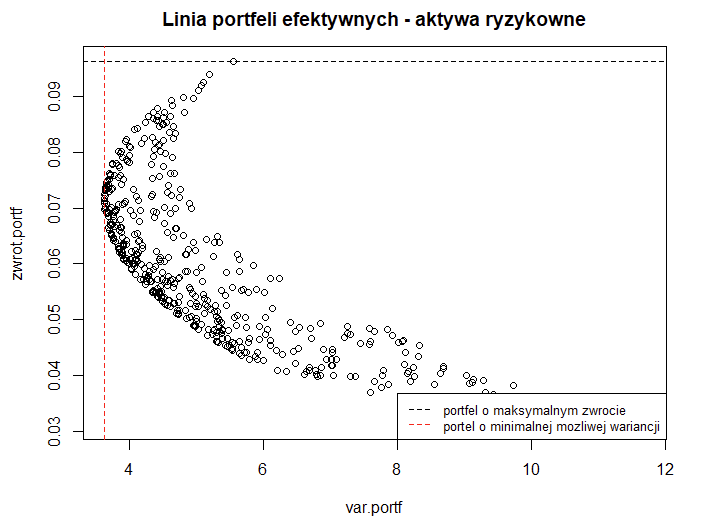 Linia portfeli efektywnych - aktywa ryzykowne
zwrot.portf
0.09
0.08
0.07
0.06
0.05
0.04
0.03
portfel o maksymalnym zwrocie
portel o minimalnej mozliwej wariancji
4 6 8 10 12
var.portf